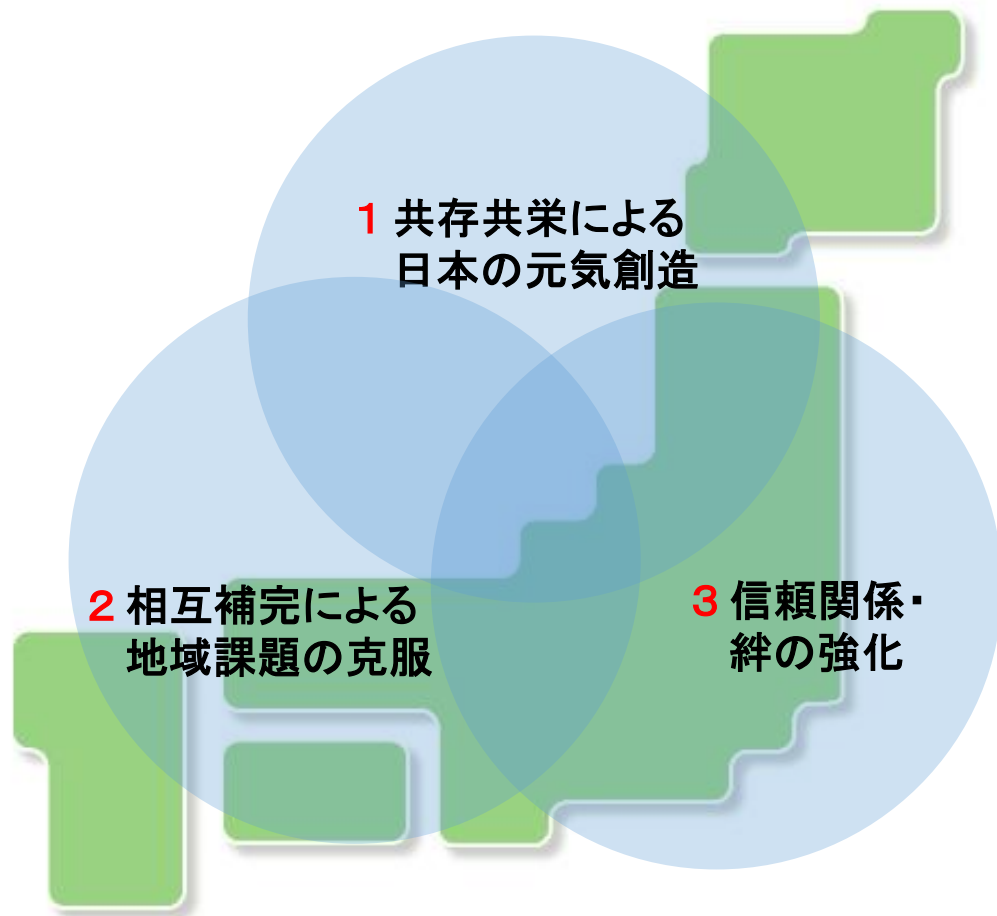 1 共存共栄による
日本の元気創造
2 相互補完による
地域課題の克服
3 信頼関係・
絆の強化